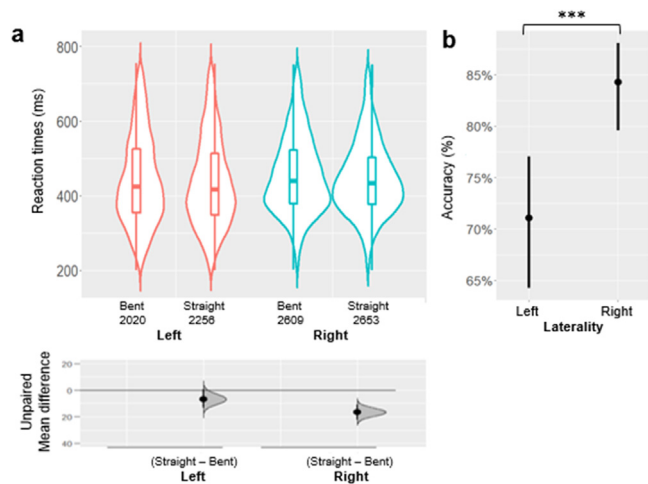 a
800
600
400
200
Reaction times (ms)
Bent Straight Bent Straight
2020 2256 2609 2653
Left Right
b
***
85%
80%
75%
70%
65%
Accuracy (%)
Left Right
Laterality
Unpaired
Mean difference
20
0
20
40
(Straight – Bent) (Straight – Bent)
Left Right